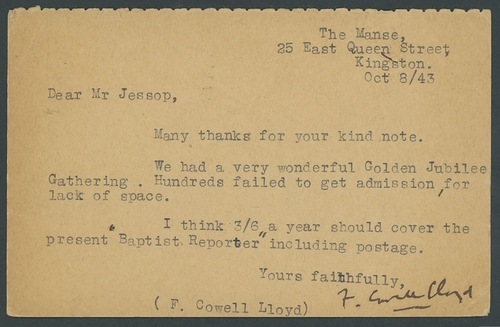 The Manse,
25 East Queen Street,
Kingston.
Oct 8/43
Dear Mr Jessop,
Many thanks for your kind note.
We had a very wonderful Golden Jubilee
Gathering . Hundreds failed to get admission, for
lack of space.
I think 3/6 a year should cover the
present "Baptist Reporter" including postage.
Yours faithfully,
F. Cowell Lloyd
( F. Cowell Lloyd)